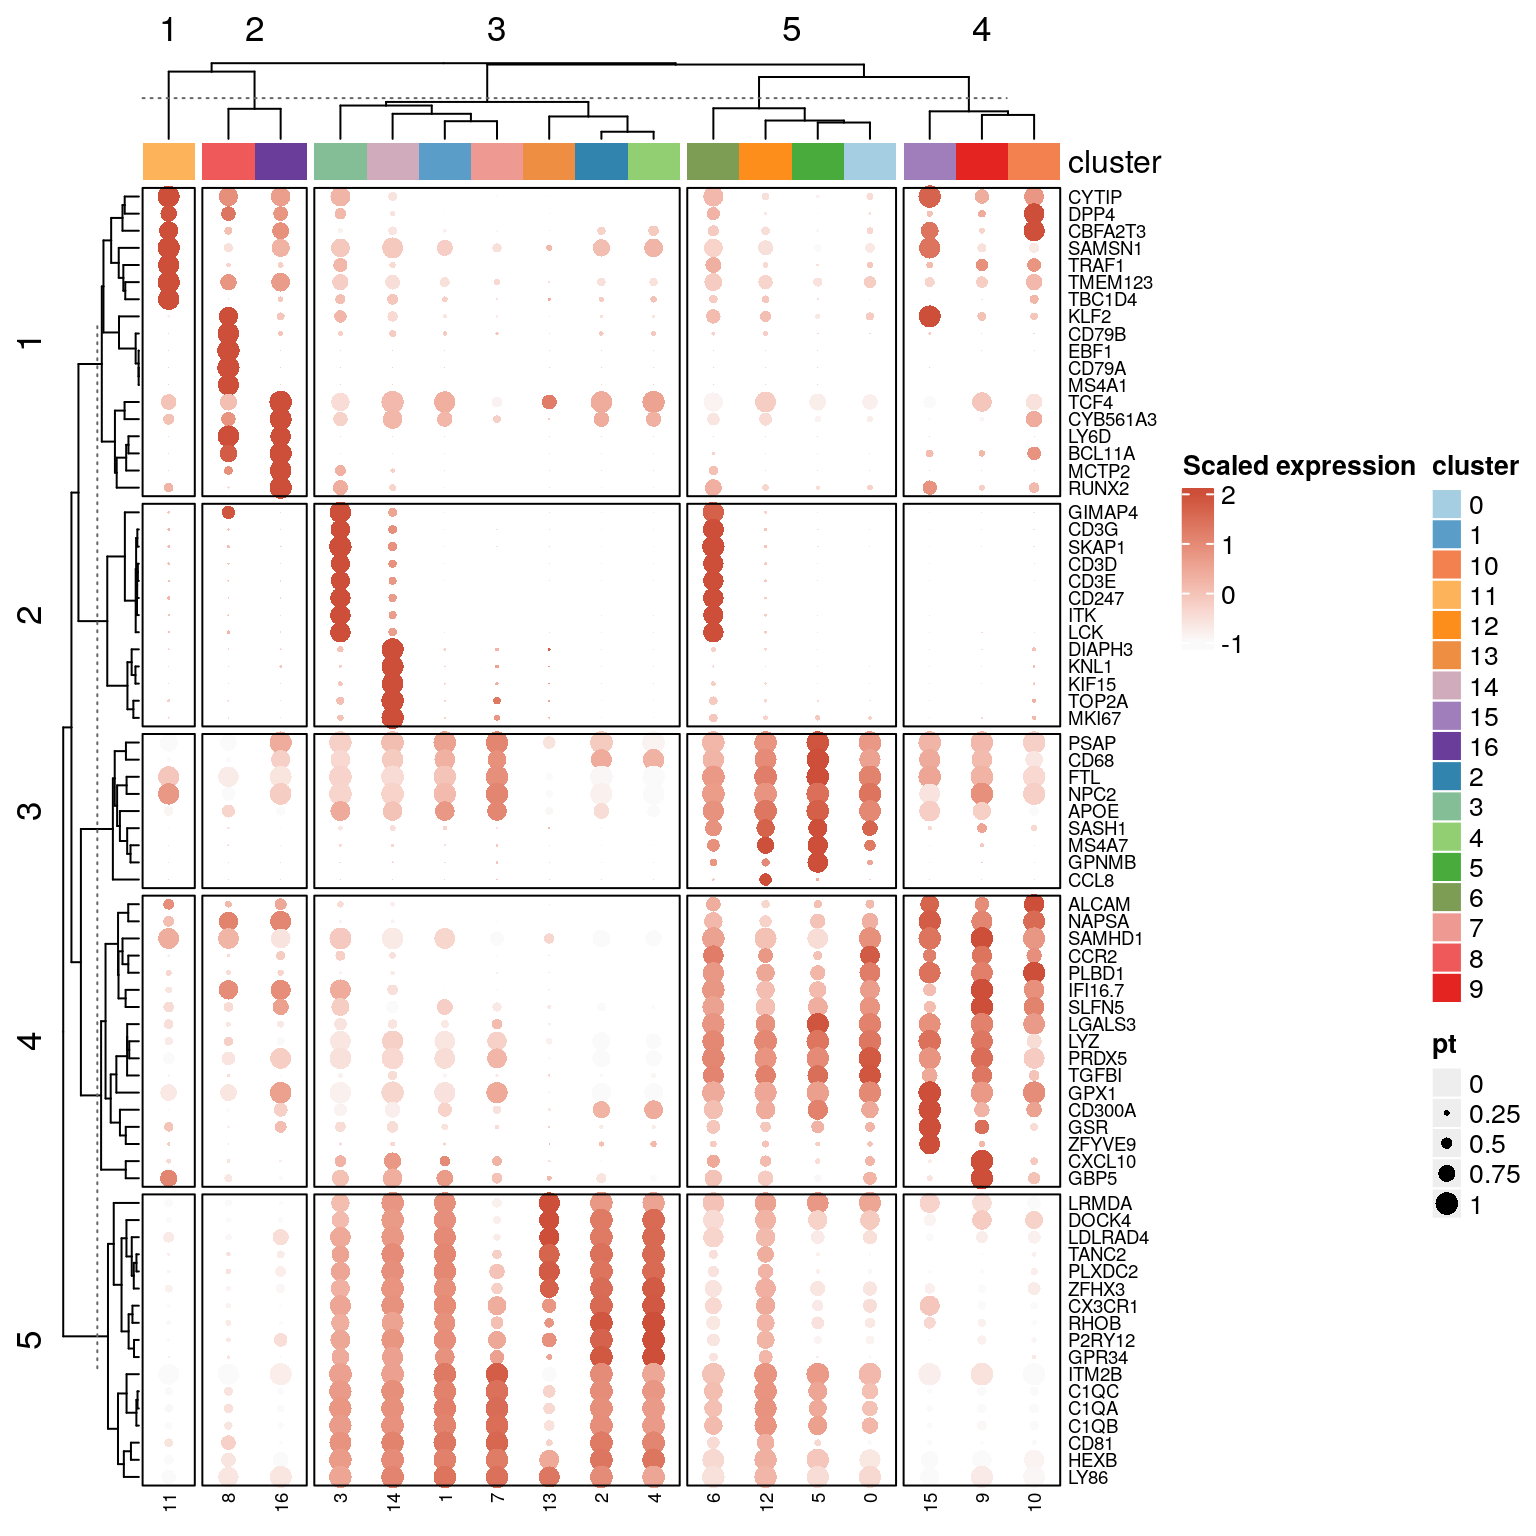 1 2 3 5 4
cluster
1
CYTIP
DPP4
CBFA2T3
SAMSN1
TRAF1
TMEM123
TBC1D4
KLF2
CD79B
EBF1
CD79A
MS4A1
TCF4
CYB561A3
LY6D
BCL11A
MCTP2
RUNX2
2
GIMAP4
CD3G
SKAP1
CD3D
CD3E
CD247
ITK
LCK
DIAPH3
KNL1
KIF15
TOP2A
MKI67
3
PSAP
CD68
FTL
NPC2
APOE
SASH1
MS4A7
GPNMB
CCL8
4
ALCAM
NAPSA
SAMHD1
CCR2
PLBD1
IFI16.7
SLFN5
LGALS3
LYZ
PRDX5
TGFBI
GPX1
CD300A
GSR
ZFYVE9
CXCL10
GBP5
5
LRMDA
DOCK4
LDLRAD4
TANC2
PLXDC2
ZFHX3
CX3CR1
RHOB
P2RY12
GPR34
ITM2B
C1QC
C1QA
C1QB
CD81
HEXB
LY86
11 8 16 3 14 1 7 13 2 4 6 12 5 0 15 9 10
Scaled expression
2
1
0
-1
cluster
0
1
10
11
12
13
14
15
16
2
3
4
5
6
7
8
9
pt
0
0.25
0.5
0.75
1